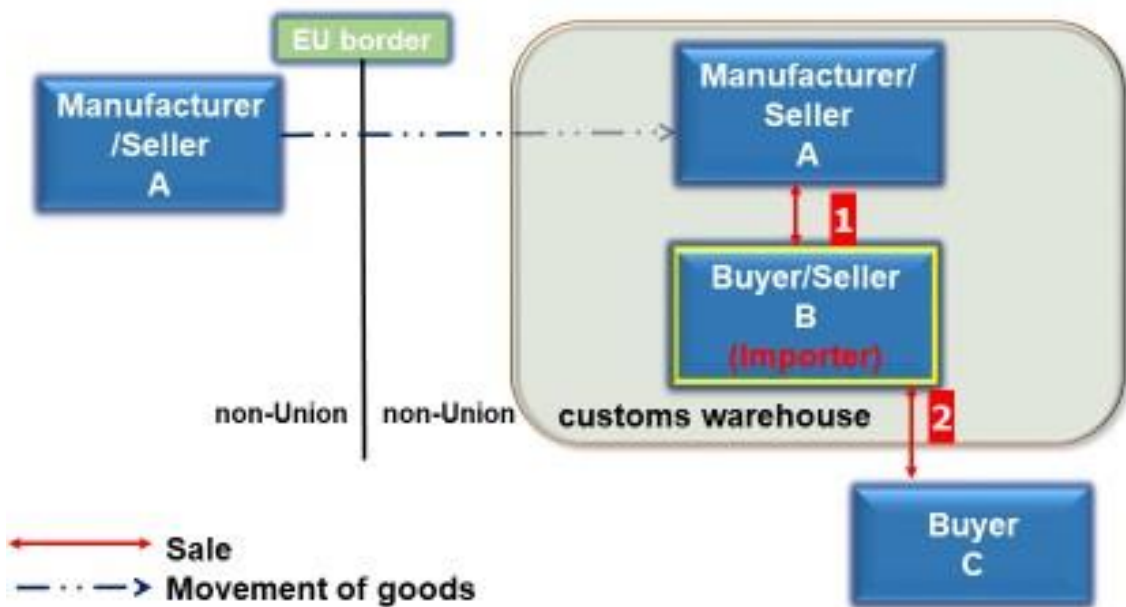 EU border
Manufacturer
/Seller
A
Manufacturer/
Seller
A
1
Buyer/Seller
B
(Importer)
non-Union
non-Union
customs warehouse
2
Buyer
C
Sale
Movement of goods